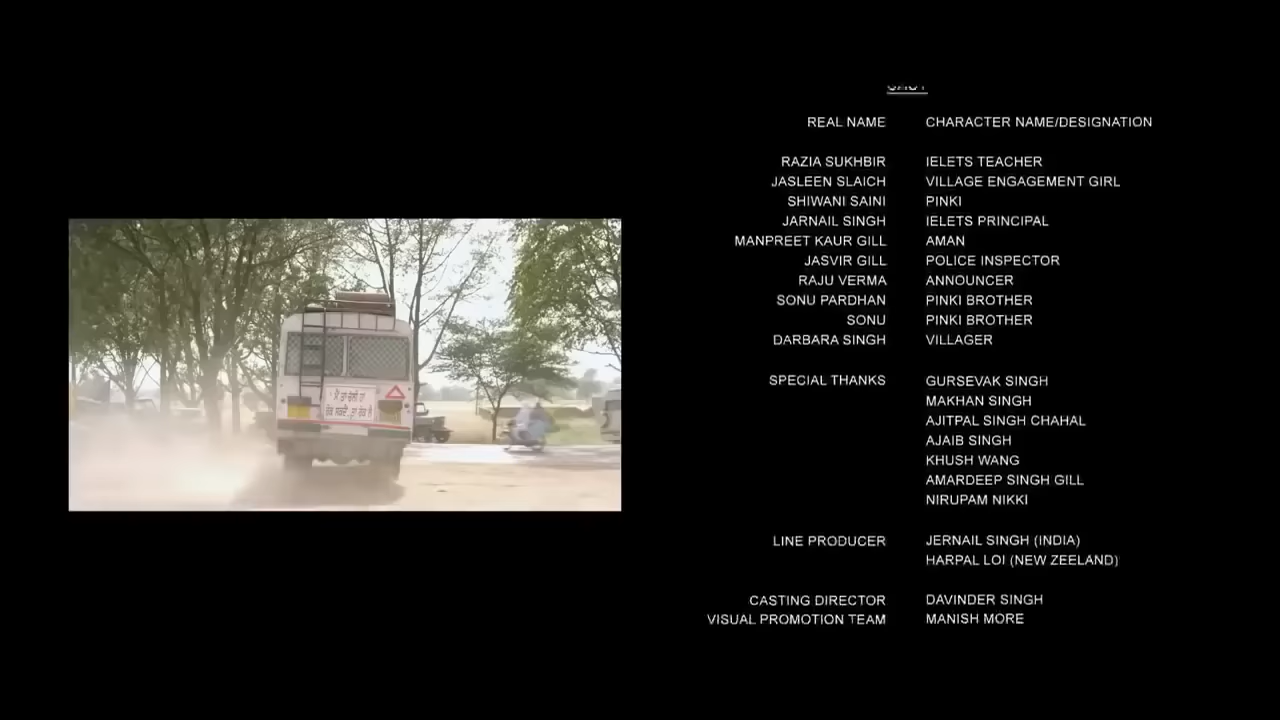 REAL NAME CHARACTER NAME/DESIGNATION
RAZIA SUKHBIR IELETS TEACHER
JASLEEN SLAICH VILLAGE ENGAGEMENT GIRL
SHIWANI SAINI PINKI
JARNAIL SINGH IELETS PRINCIPAL
MANPREET KAUR GILL AMAN
JASVIR GILL POLICE INSPECTOR
RAJU VERMA ANNOUNCER
SONU PARDHAN PINKI BROTHER
SONU PINKI BROTHER
DARBARA SINGH VILLAGER
SPECIAL THANKS GURSEVAK SINGH
MAKHAN SINGH
AJITPAL SINGH CHAHAL
AJAIB SINGH
KHUSH WANG
AMARDEEP SINGH GILL
NIRUPAM NIKKI
LINE PRODUCER JERNAIL SINGH (INDIA)
HARPAL LOI (NEW ZEELAND)
CASTING DIRECTOR DAVINDER SINGH
VISUAL PROMOTION TEAM MANISH MORE